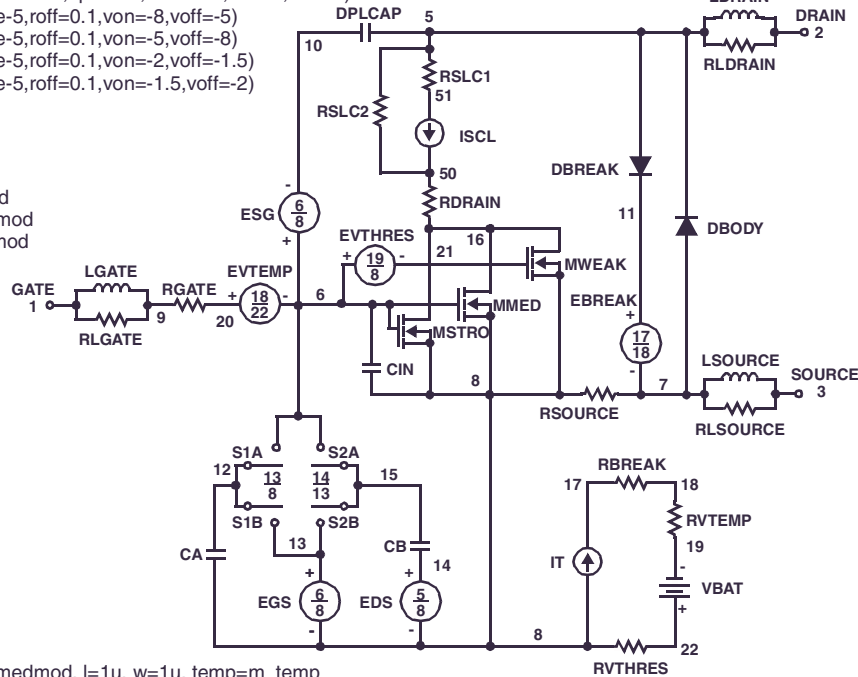 e-5,roff=0.1,von=-8,voff=-5)
e-5,roff=0.1,von=-5,voff=-8)
e-5,roff=0.1,von=-2,voff=-1.5)
e-5,roff=0.1,von=-1.5,voff=-2)
d
mod
mod
DPLCAP
5
10
LDRAIN
DRAIN
2
RLDRAIN
RSLC1
51
RSLC2
ISCL
50
RDRAIN
DBREAK
11
DBODY
ESG
-
6
8
+
EVTHRES
+
19
8
-
21
16
MWEAK
LGATE
GATE
1
RLGATE
9
RGATE
20
EVTEMP
+
18
22
-
6
MMED
MSTRO
EBREAK
+
17
18
-
CIN
8
RSOURCE
7
LSOURCE
SOURCE
3
RLSOURCE
S1A
S2A
12
13
8
14
13
15
S1B
S2B
13
CA
CB
14
EGS
+
6
8
-
EDS
+
5
8
-
RBREAK
17
18
RVTEMP
19
IT
-
VBAT
+
8
22
RVTHRES
medmod, l=1u, w=1u, temp=m_temp